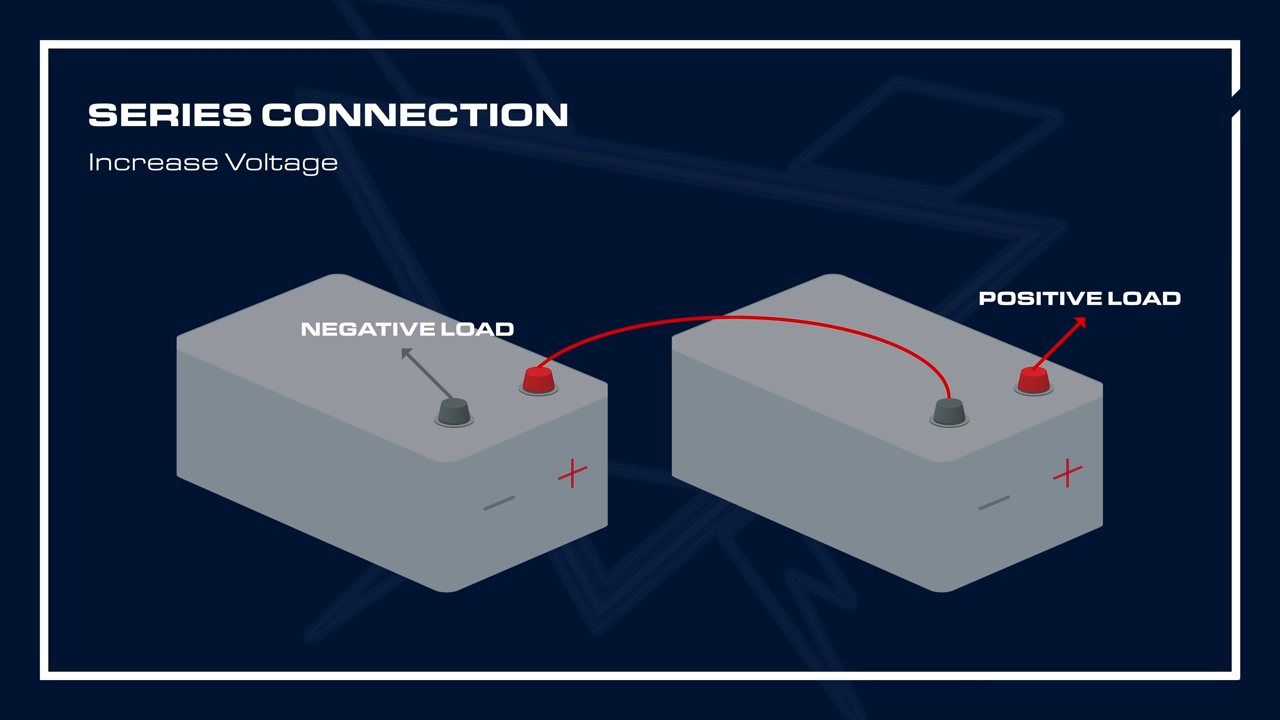 SERIES CONNECTION
Increase Voltage
POSITIVE LOAD
NEGATIVE LOAD
− +
− +